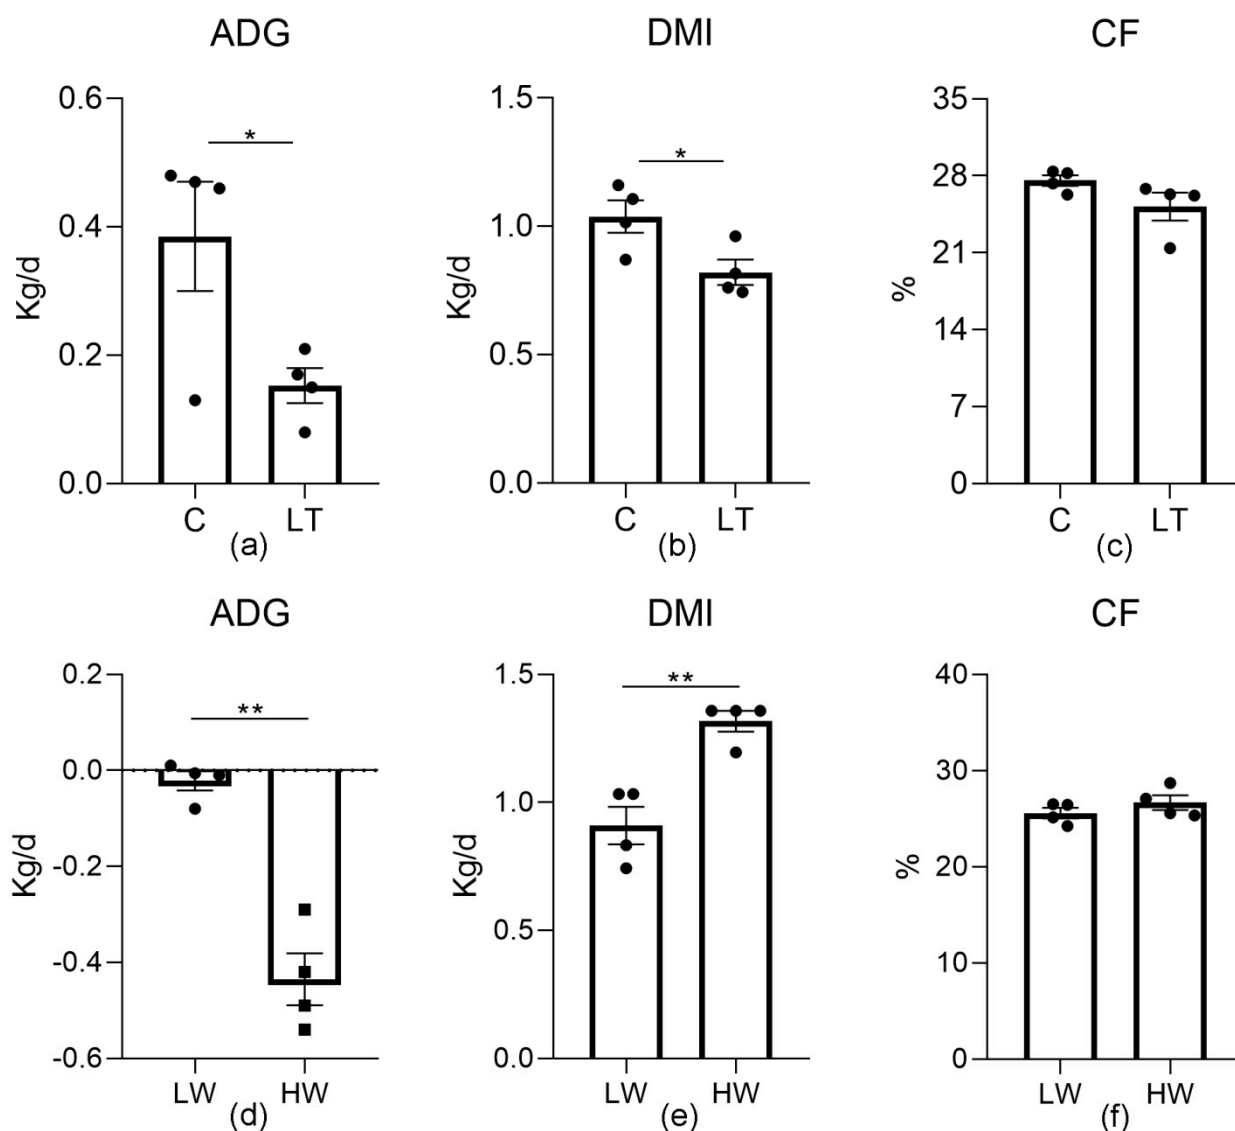 ADG
DMI
CF
Kg/d
0.6
0.4
0.2
0.0
*
C
LT
(a)
Kg/d
1.5
1.0
0.5
0.0
*
C
LT
(b)
%
35
28
21
14
7
0
C
LT
(c)
ADG
DMI
CF
Kg/d
0.2
0.0
-0.2
-0.4
-0.6
**
LW
HW
(d)
Kg/d
1.5
1.0
0.5
0.0
**
LW
HW
(e)
%
40
30
20
10
0
LW
HW
(f)